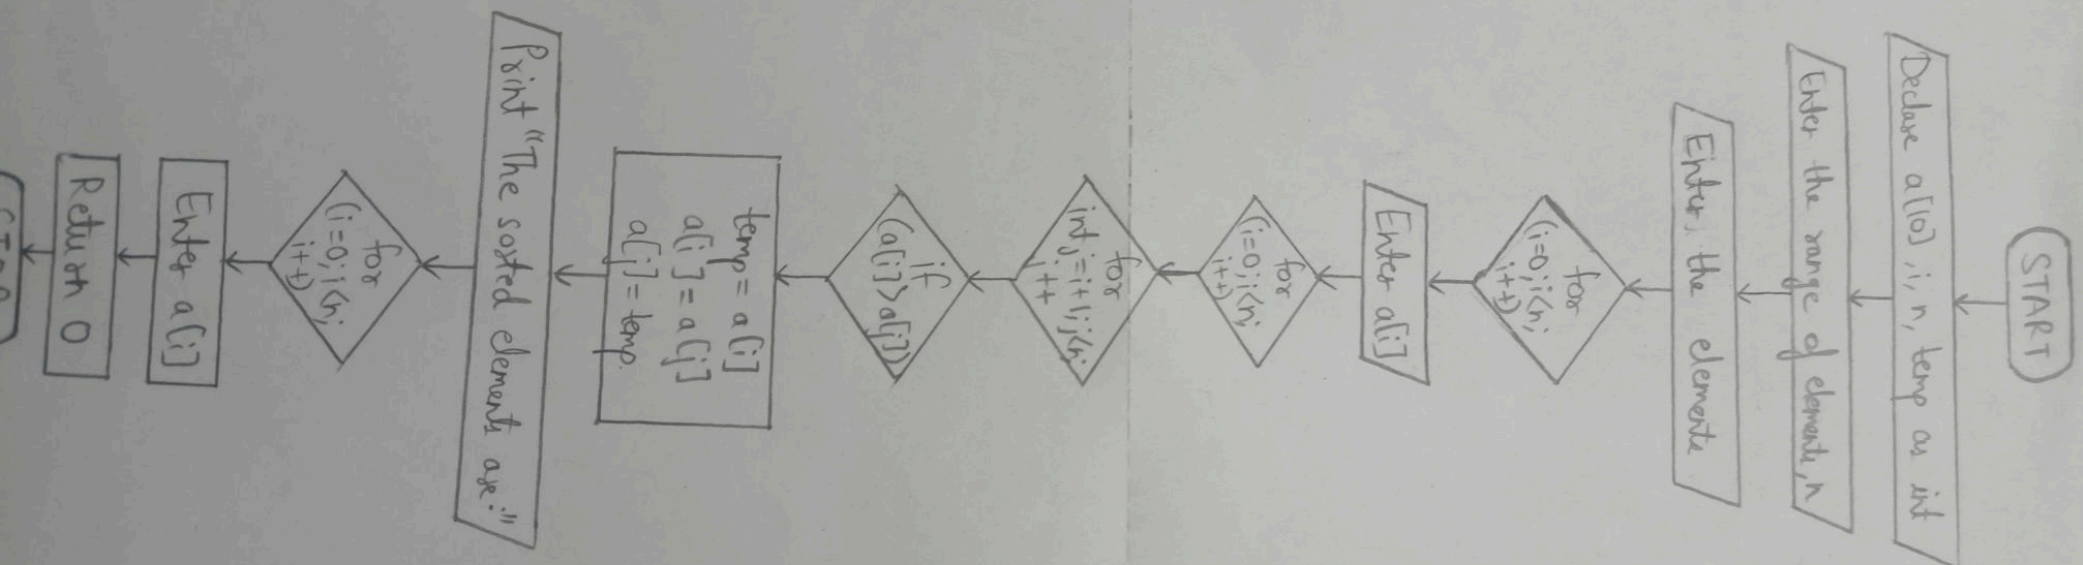 START
Declare a[10], i, n, temp as int
Enter the range of elements, n
Enter, the elements
for
(i=0; i<n;
i++)
Enter a[i]
for
(i=0; i<n;
i++)
for
int j=i+1; j<n;
j++
if
(a[i]>a[j])
temp = a[i]
a[i] = a[j]
a[j] = temp
Print "The sorted elements are:"
for
(i=0; i<n;
i++)
Enter a[i]
Return 0
STOP